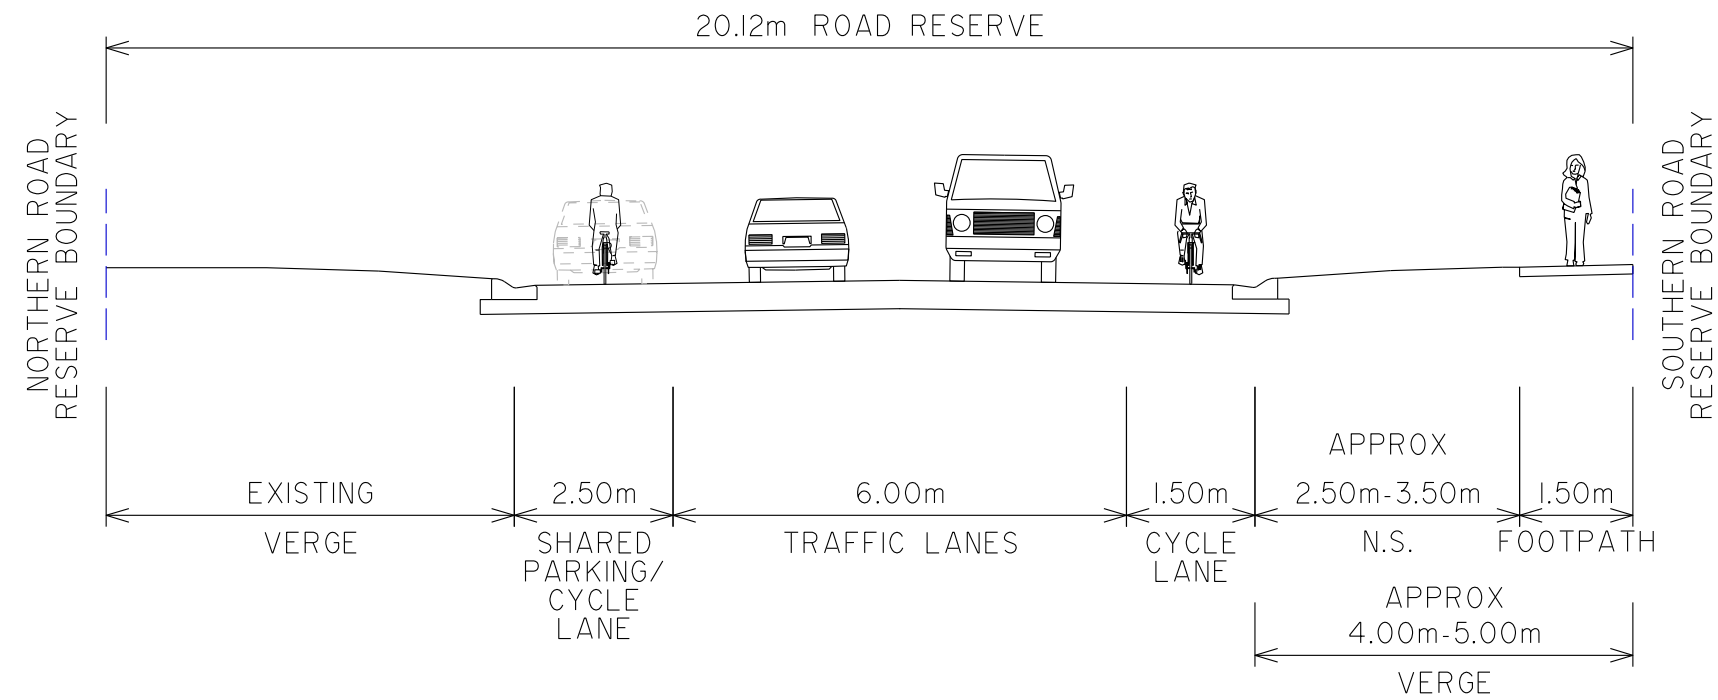 20.12m ROAD RESERVE
NORTHERN ROAD
RESERVE BOUNDARY
SOUTHERN ROAD
RESERVE BOUNDARY
EXISTING
VERGE
2.50m
SHARED
PARKING/
CYCLE
LANE
6.00m
TRAFFIC LANES
1.50m
CYCLE
LANE
APPROX
2.50m-3.50m
N.S.
1.50m
FOOTPATH
APPROX
4.00m-5.00m
VERGE